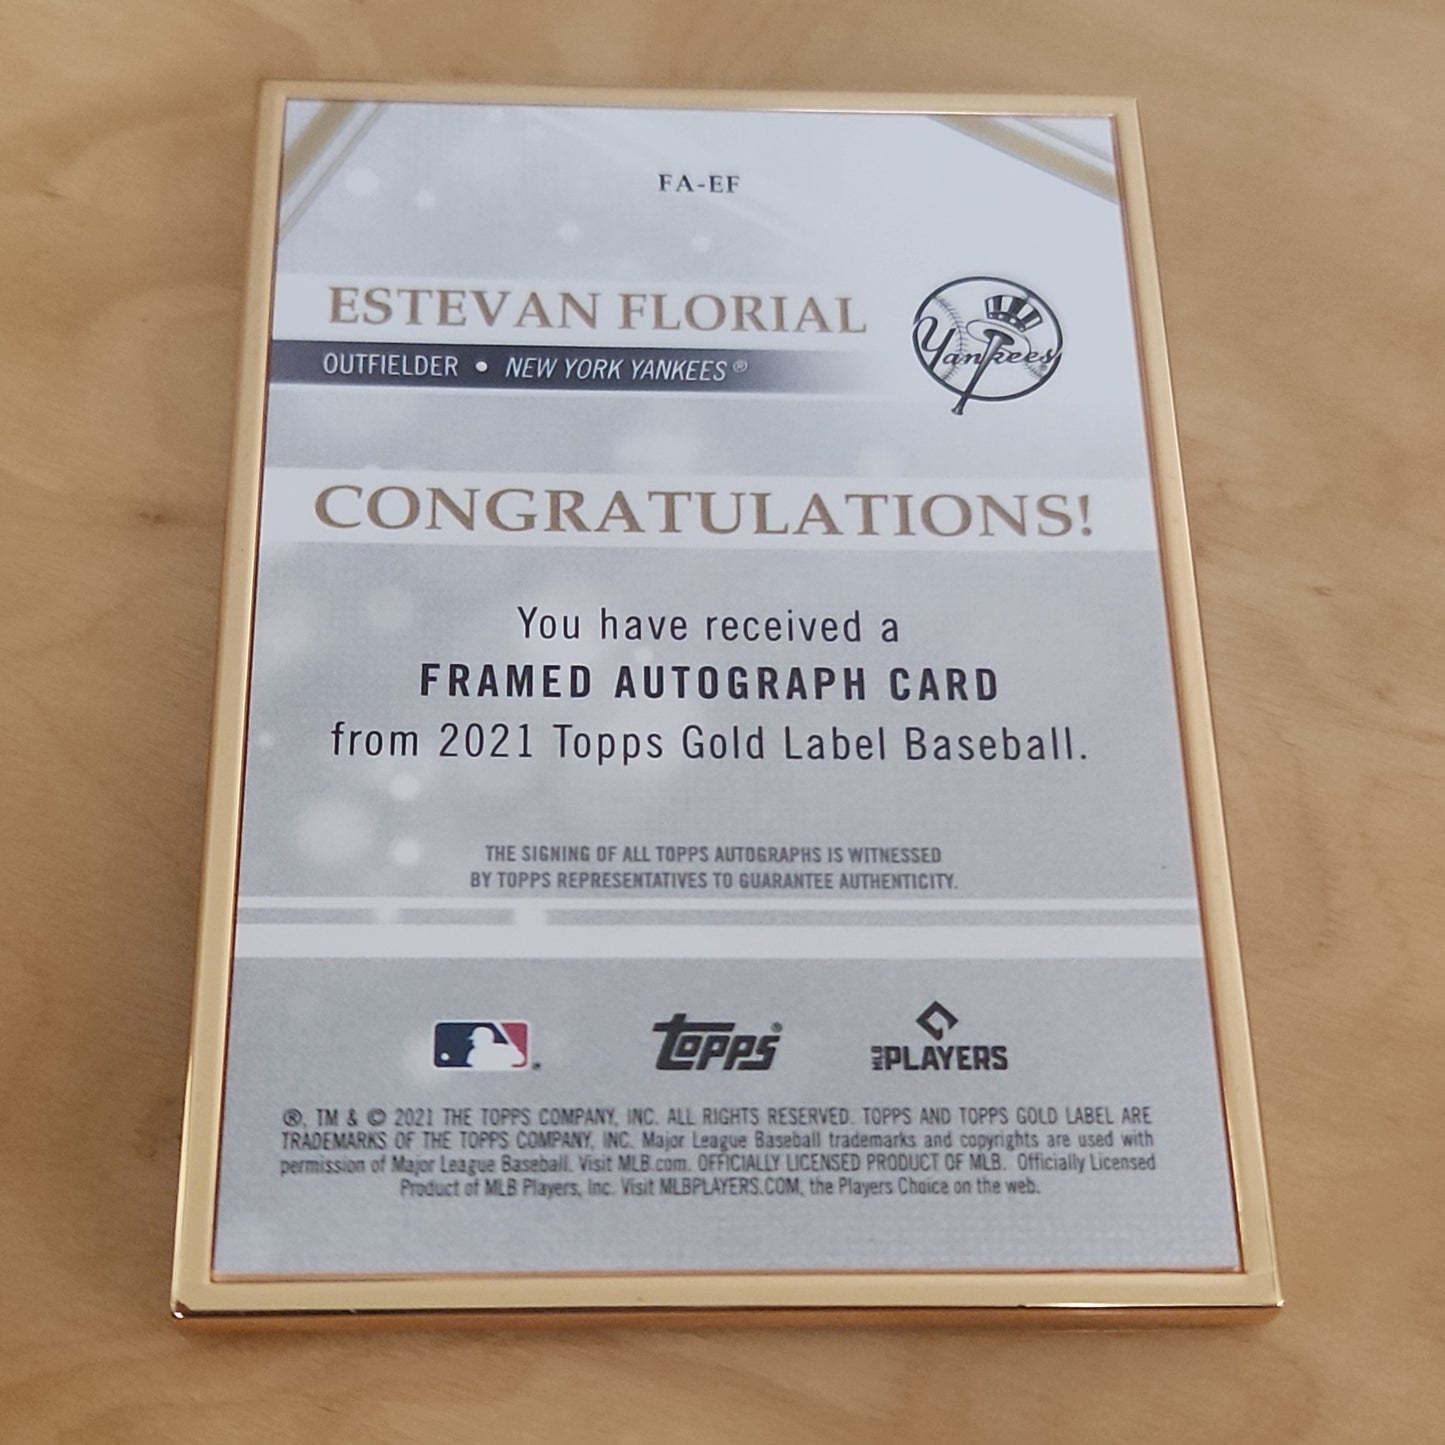 FA-EF
ESTEVAN FLORIAL
OUTFIELDER • NEW YORK YANKEES®
Yankees
CONGRATULATIONS!
You have received a
FRAMED AUTOGRAPH CARD
from 2021 Topps Gold Label Baseball.
THE SIGNING OF ALL TOPPS AUTOGRAPHS IS WITNESSED
BY TOPPS REPRESENTATIVES TO GUARANTEE AUTHENTICITY.
Topps®
MLB PLAYERS
®, TM & © 2021 THE TOPPS COMPANY, INC. ALL RIGHTS RESERVED. TOPPS AND TOPPS GOLD LABEL ARE
TRADEMARKS OF THE TOPPS COMPANY, INC. Major League Baseball trademarks and copyrights are used with
permission of Major League Baseball. Visit MLB.com. OFFICIALLY LICENSED PRODUCT OF MLB. Officially Licensed
Product of MLB Players, Inc. Visit MLBPLAYERS.COM, the Players Choice on the web.